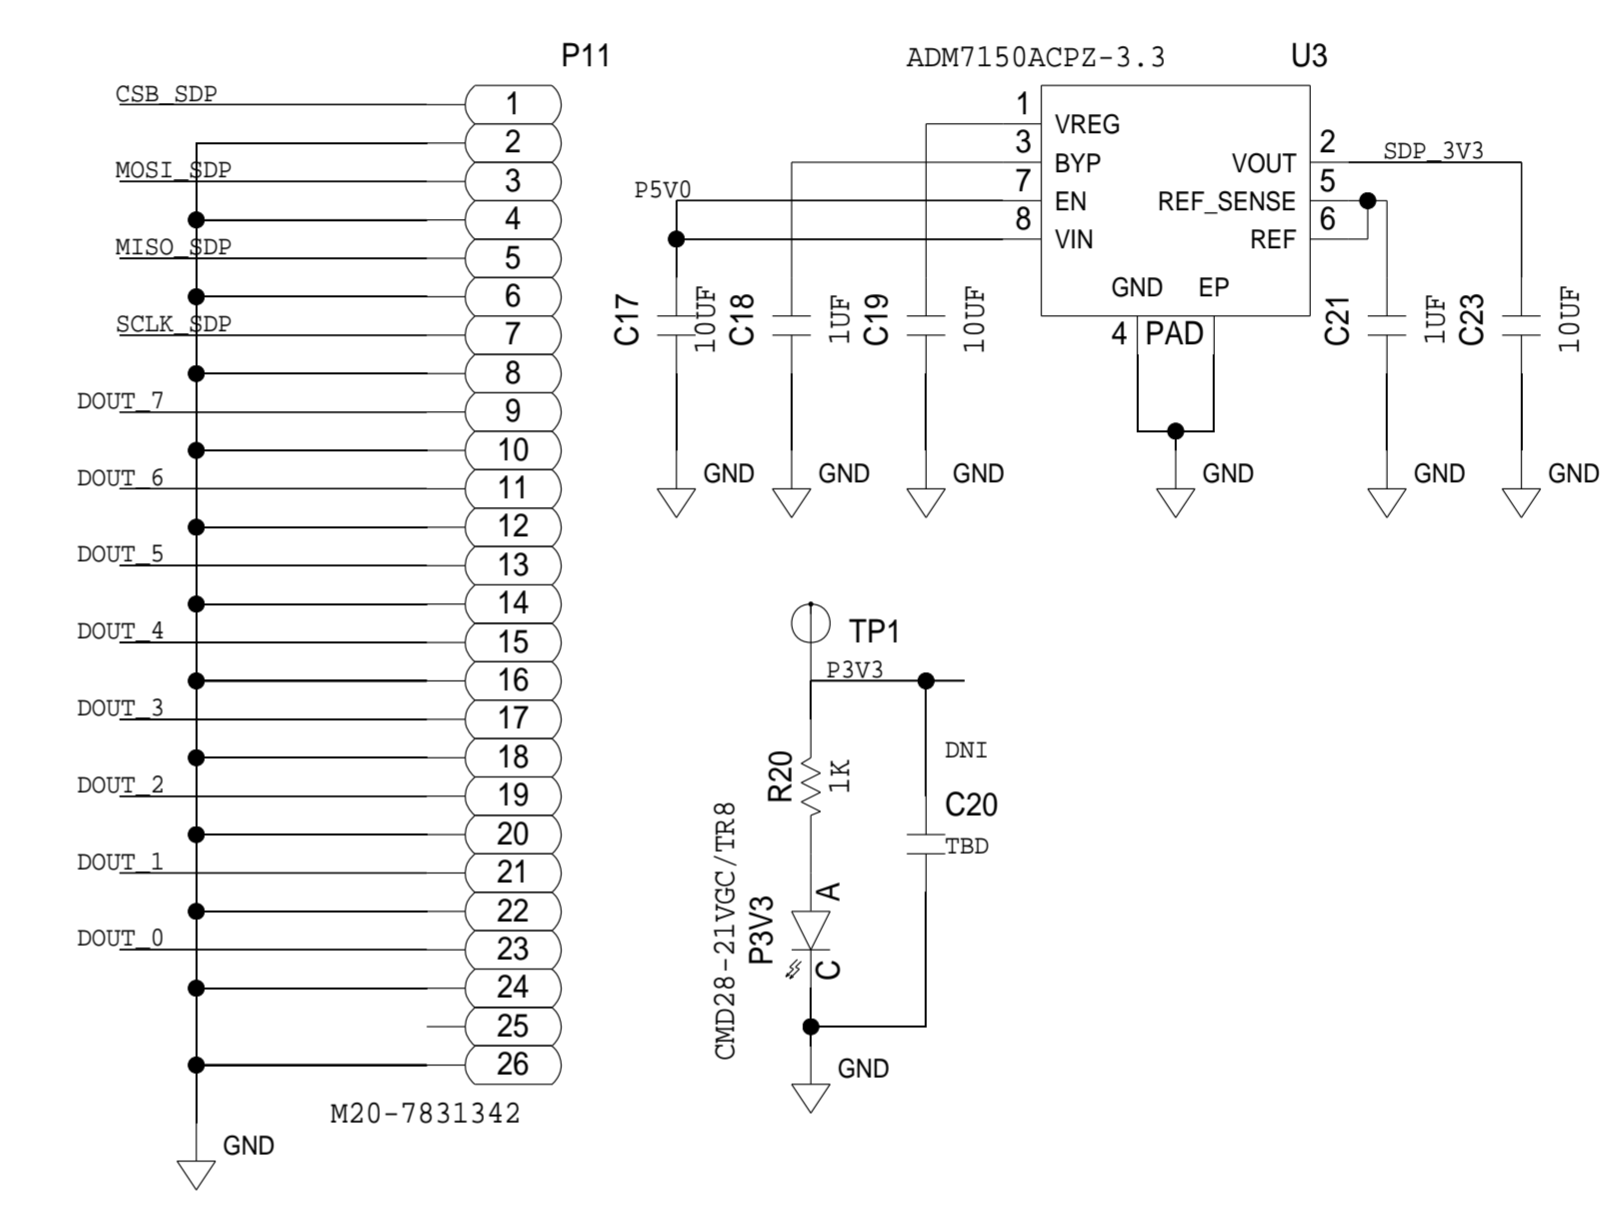 P11
CSB_SDP
1
2
MOSI_SDP
3
4
MISO_SDP
5
6
SCLK_SDP
7
8
DOUT_7
9
10
DOUT_6
11
12
DOUT_5
13
14
DOUT_4
15
16
DOUT_3
17
18
DOUT_2
19
20
DOUT_1
21
22
DOUT_0
23
24
25
26
M20-7831342
GND
ADM7150ACPZ-3.3
U3
1
VREG
3
BYP
7
EN
8
VIN
P5V0
VOUT
2
SDP_3V3
REF_SENSE
5
REF
6
GND
EP
4
PAD
C17
10UF
C18
1UF
C19
10UF
C21
1UF
C23
10UF
GND
GND
GND
GND
GND
GND
TP1
P3V3
R20
1K
DNI
C20
TBD
CMD28-21VGC/TR8
P3V3
A
C
GND